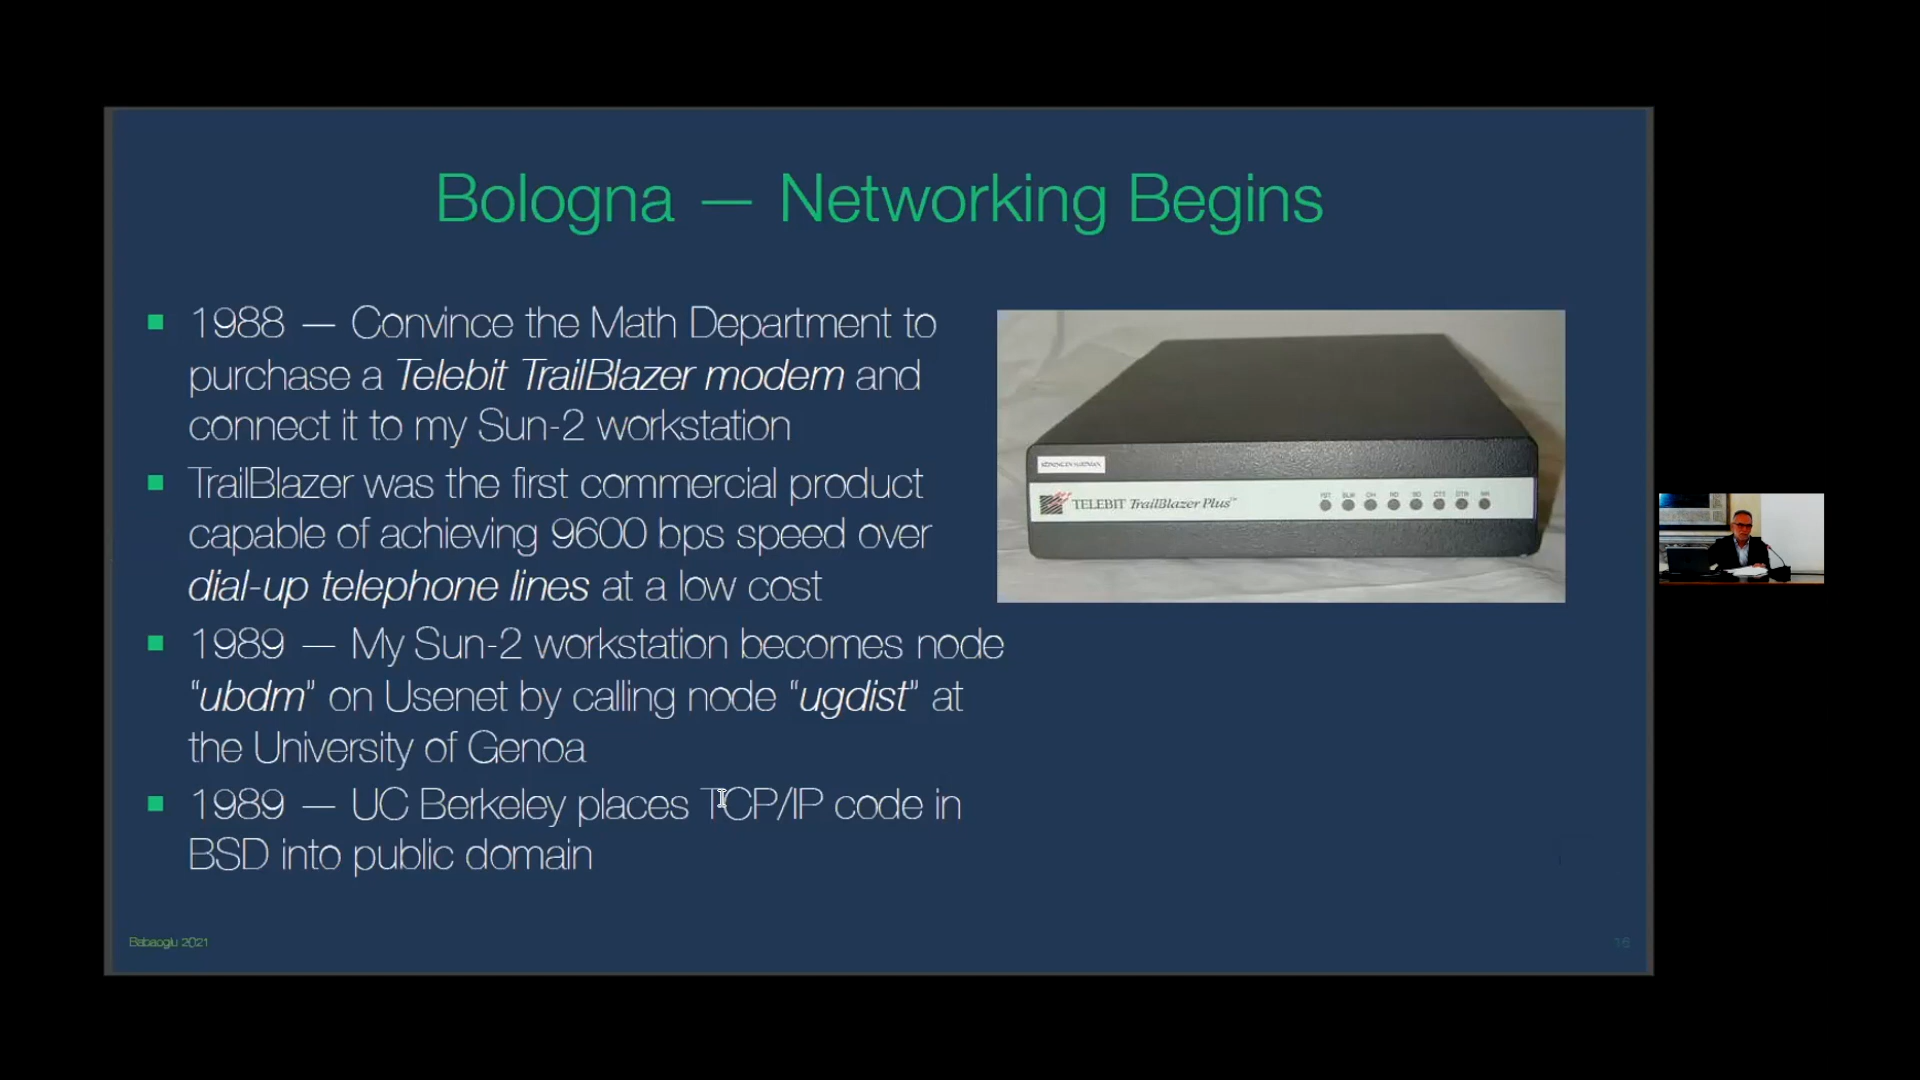 Bologna — Networking Begins
1988 — Convince the Math Department to
purchase a Telebit TrailBlazer modem and
connect it to my Sun-2 workstation
TrailBlazer was the first commercial product
capable of achieving 9600 bps speed over
dial-up telephone lines at a low cost
1989 — My Sun-2 workstation becomes node
“ubdm” on Usenet by calling node “ugdist” at
the University of Genoa
1989 — UC Berkeley places TCP/IP code in
BSD into public domain
TELEBIT TrailBlazer Plus™
Babaoglu 2021
16